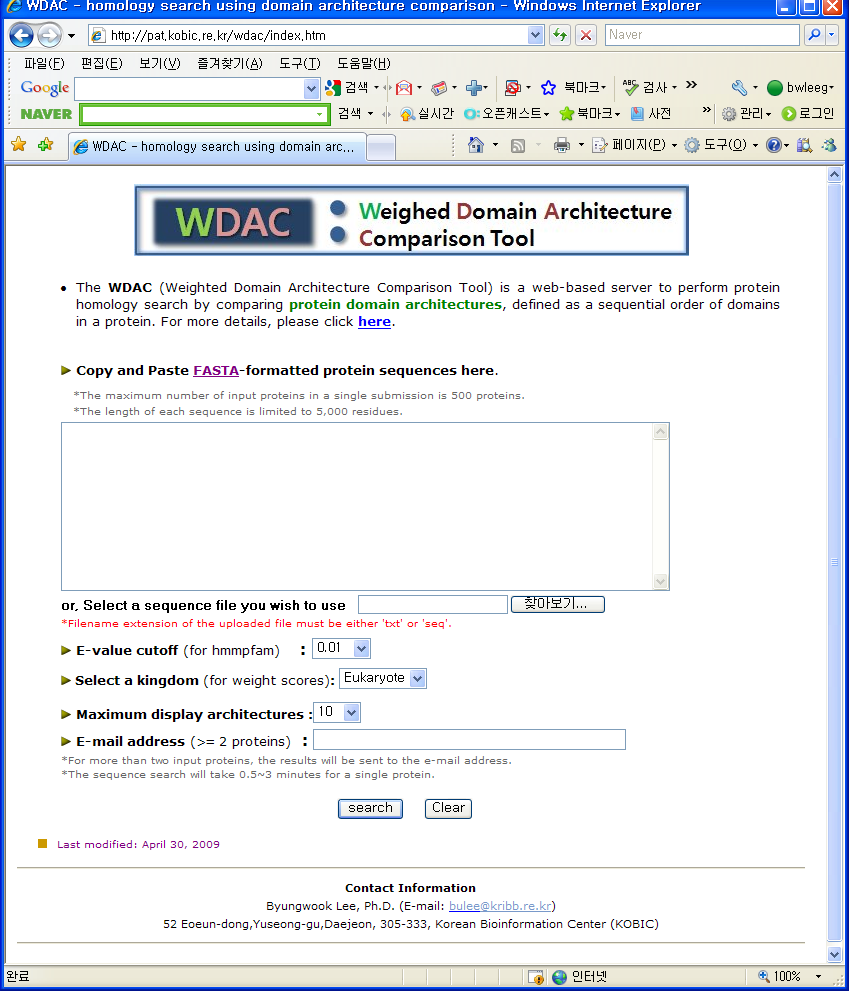 WDAC - homology search using domain architecture comparison - Windows Internet Explorer
http://pat.kobic.re.kr/wdac/index.htm Naver
파일(F) 편집(E) 보기(V) 즐겨찾기(A) 도구(T) 도움말(H)
Google 검색 북마크 검사 » bwleeg
NAVER 검색 실시간 오픈캐스트 북마크 사전 » 관리 로그인
WDAC - homology search using domain arc... 페이지(P) 도구(O)
WDAC
Weighed Domain Architecture
Comparison Tool
• The WDAC (Weighted Domain Architecture Comparison Tool) is a web-based server to perform protein
homology search by comparing protein domain architectures, defined as a sequential order of domains
in a protein. For more details, please click here.
Copy and Paste FASTA-formatted protein sequences here.
*The maximum number of input proteins in a single submission is 500 proteins.
*The length of each sequence is limited to 5,000 residues.
or, Select a sequence file you wish to use 찾아보기...
*Filename extension of the uploaded file must be either 'txt' or 'seq'.
E-value cutoff (for hmmpfam) : 0.01
Select a kingdom (for weight scores): Eukaryote
Maximum display architectures : 10
E-mail address (>= 2 proteins) :
*For more than two input proteins, the results will be sent to the e-mail address.
*The sequence search will take 0.5~3 minutes for a single protein.
search Clear
Last modified: April 30, 2009
Contact Information
Byungwook Lee, Ph.D. (E-mail: bulee@kribb.re.kr)
52 Eoeun-dong,Yuseong-gu,Daejeon, 305-333, Korean Bioinformation Center (KOBIC)
완료 인터넷 100%